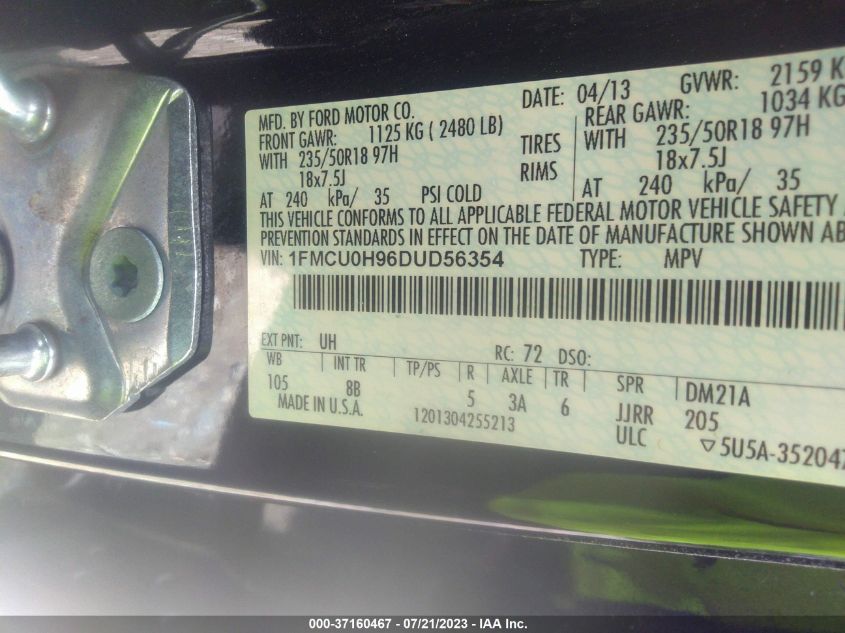 MFD. BY FORD MOTOR CO.
DATE: 04/13
GVWR: 2159 K
FRONT GAWR: 1125 KG ( 2480 LB)
REAR GAWR: 1034 KG
WITH 235/50R18 97H
TIRES
WITH 235/50R18 97H
18x7.5J
RIMS
18x7.5J
AT 240 kPa/ 35 PSI COLD
AT 240 kPa/ 35
THIS VEHICLE CONFORMS TO ALL APPLICABLE FEDERAL MOTOR VEHICLE SAFETY
PREVENTION STANDARDS IN EFFECT ON THE DATE OF MANUFACTURE SHOWN AB
VIN: 1FMCU0H96DUD56354
TYPE: MPV
EXT PNT: UH
RC: 72 DSO:
WB INT TR TP/PS R AXLE TR SPR DM21A
105 8B 5 3A 6 JJRR 205
MADE IN U.S.A. 1201304255213 ULC ▽5U5A-352047
000-37160467 - 07/21/2023 - IAA Inc.